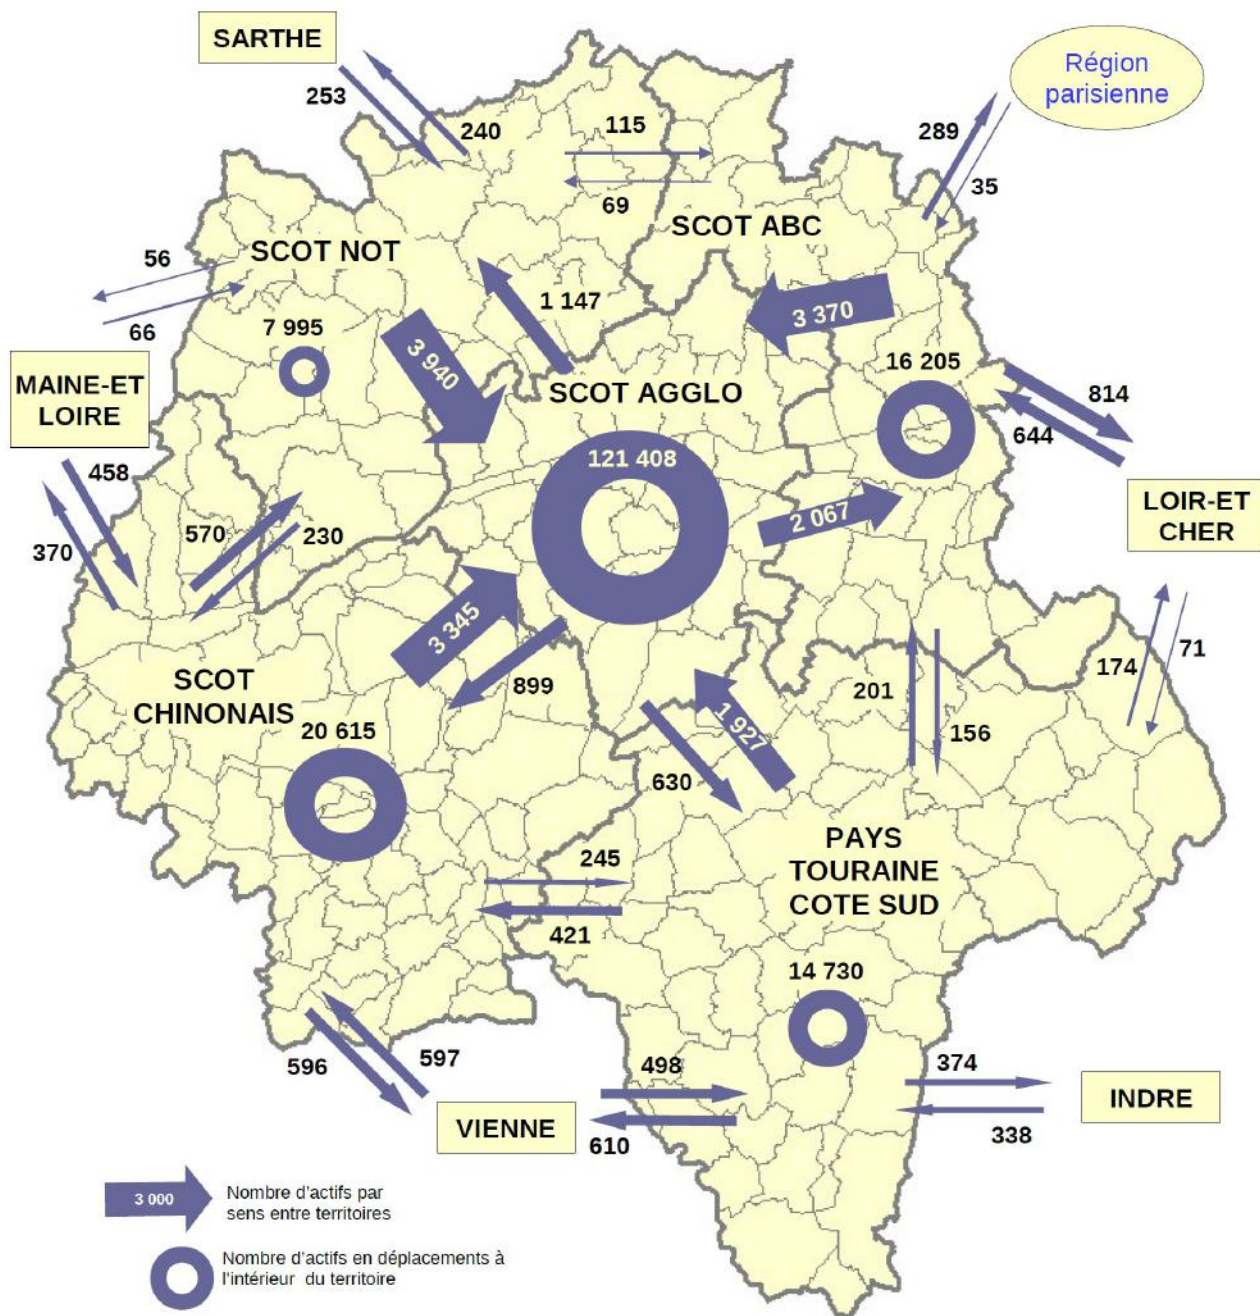 SARTHE
253
240
115
69
Région
parisienne
289
35
SCOT ABC
SCOT NOT
56
66
7 995
1 147
3 370
3 940
16 205
MAINE-ET
LOIRE
SCOT AGGLO
814
644
458
121 408
370
570
230
2 067
LOIR-ET
CHER
3 345
899
SCOT
CHINONAIS
20 615
201
156
174
71
1 927
630
PAYS
TOURAINE
COTE SUD
245
421
14 730
596
597
498
610
374
338
VIENNE
INDRE
3 000
Nombre d'actifs par
sens entre territoires
Nombre d'actifs en déplacements à
l'intérieur du territoire